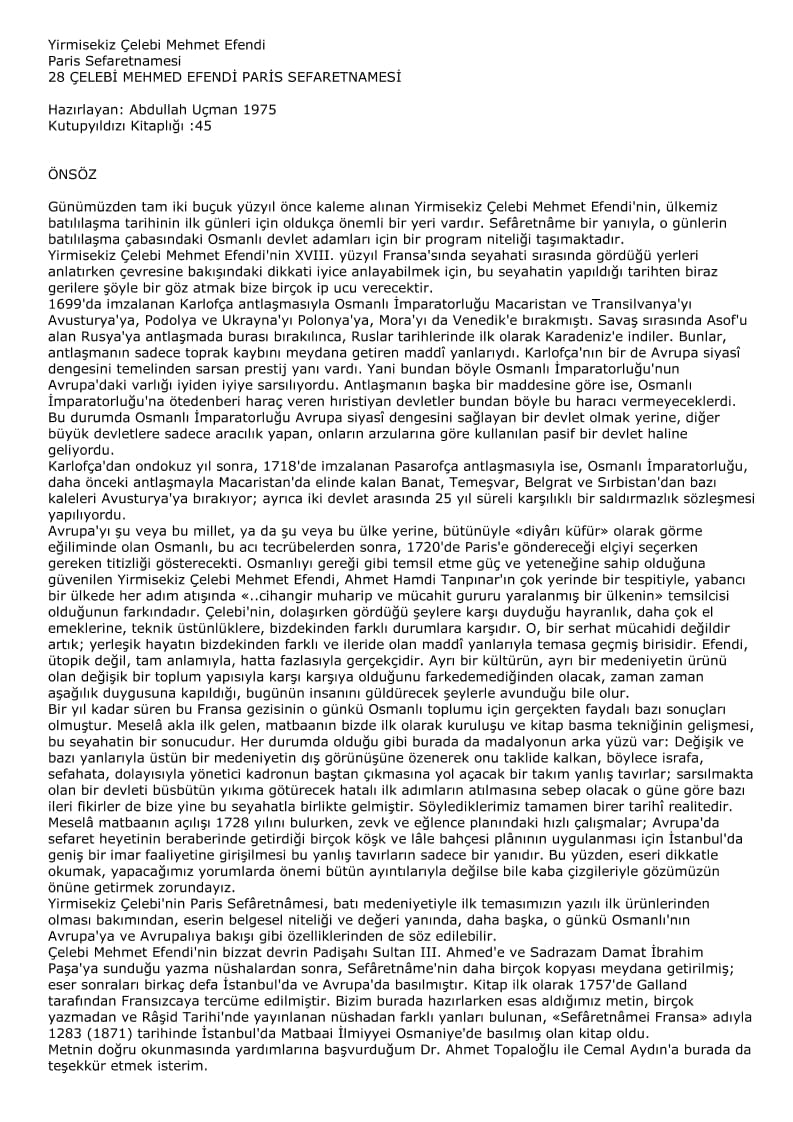 Yirmisekiz Çelebi Mehmet Efendi
Paris Sefaretnamesi
28 ÇELEBİ MEHMED EFENDİ PARİS SEFARETNAMESİ
Hazırlayan: Abdullah Uçman 1975
Kutupyıldızı Kitaplığı :45
ÖNSÖZ
Günümüzden tam iki buçuk yüzyıl önce kaleme alınan Yirmisekiz Çelebi Mehmet Efendi'nin, ülkemiz
batılılaşma tarihinin ilk günleri için oldukça önemli bir yeri vardır. Sefâretnâme bir yanıyla, o günlerin
batılılaşma çabasındaki Osmanlı devlet adamları için bir program niteliği taşımaktadır.
Yirmisekiz Çelebi Mehmet Efendi'nin XVIII. yüzyıl Fransa'sında seyahati sırasında gördüğü yerleri
anlatırken çevresine bakışındaki dikkati iyice anlayabilmek için, bu seyahatin yapıldığı tarihten biraz
gerilere şöyle bir göz atmak bize birçok ip ucu verecektir.
1699'da imzalanan Karlofça antlaşmasıyla Osmanlı İmparatorluğu Macaristan ve Transilvanya'yı
Avusturya'ya, Podolya ve Ukrayna'yı Polonya'ya, Mora'yı da Venedik'e bırakmıştı. Savaş sırasında Asof'u
alan Rusya'ya antlaşmada burası bırakılınca, Ruslar tarihlerinde ilk olarak Karadeniz'e indiler. Bunlar,
antlaşmanın sadece toprak kaybını meydana getiren maddî yanlarıydı. Karlofça'nın bir de Avrupa siyasî
dengesini temelinden sarsan prestij yanı vardı. Yani bundan böyle Osmanlı İmparatorluğu'nun
Avrupa'daki varlığı iyiden iyiye sarsılıyordu. Antlaşmanın başka bir maddesine göre ise, Osmanlı
İmparatorluğu'na ötedenberi haraç veren hıristiyan devletler bundan böyle bu haracı vermeyeceklerdi.
Bu durumda Osmanlı İmparatorluğu Avrupa siyasî dengesini sağlayan bir devlet olmak yerine, diğer
büyük devletlere sadece aracılık yapan, onların arzularına göre kullanılan pasif bir devlet haline
geliyordu.
Karlofça'dan ondokuz yıl sonra, 1718'de imzalanan Pasarofça antlaşmasıyla ise, Osmanlı İmparatorluğu,
daha önceki antlaşmayla Macaristan'da elinde kalan Banat, Temeşvar, Belgrat ve Sırbistan'dan bazı
kaleleri Avusturya'ya bırakıyor; ayrıca iki devlet arasında 25 yıl süreli karşılıklı bir saldırmazlık sözleşmesi
yapılıyordu.
Avrupa'yı şu veya bu millet, ya da şu veya bu ülke yerine, bütünüyle «diyârı küfür» olarak görme
eğiliminde olan Osmanlı, bu acı tecrübelerden sonra, 1720'de Paris'e göndereceği elçiyi seçerken
gereken titizliği gösterecekti. Osmanlıyı gereği gibi temsil etme güç ve yeteneğine sahip olduğuna
güvenilen Yirmisekiz Çelebi Mehmet Efendi, Ahmet Hamdi Tanpınar'ın çok yerinde bir tespitiyle, yabancı
bir ülkede her adım atışında «..cihangir muharip ve mücahit gururu yaralanmış bir ülkenin» temsilcisi
olduğunun farkındadır. Çelebi'nin, dolaşırken gördüğü şeylere karşı duyduğu hayranlık, daha çok el
emeklerine, teknik üstünlüklere, bizdekinden farklı durumlara karşıdır. O, bir serhat mücahidi değildir
artık; yerleşik hayatın bizdekinden farklı ve ileride olan maddî yanlarıyla temasa geçmiş birisidir. Efendi,
ütopik değil, tam anlamıyla, hatta fazlasıyla gerçekçidir. Ayrı bir kültürün, ayrı bir medeniyetin ürünü
olan değişik bir toplum yapısıyla karşı karşıya olduğunu farkedemediğinden olacak, zaman zaman
aşağılık duygusuna kapıldığı, bugünün insanını güldürecek şeylerle avunduğu bile olur.
Bir yıl kadar süren bu Fransa gezisinin o günkü Osmanlı toplumu için gerçekten faydalı bazı sonuçları
olmuştur. Meselâ akla ilk gelen, matbaanın bizde ilk olarak kuruluşu ve kitap basma tekniğinin gelişmesi,
bu seyahatin bir sonucudur. Her durumda olduğu gibi burada da madalyonun arka yüzü var: Değişik ve
bazı yanlarıyla üstün bir medeniyetin dış görünüşüne özenerek onu taklide kalkan, böylece israfa,
sefahata, dolayısıyla yönetici kadronun baştan çıkmasına yol açacak bir takım yanlış tavırlar; sarsılmakta
olan bir devleti büsbütün yıkıma götürecek hatalı ilk adımların atılmasına sebep olacak o güne göre bazı
ileri fikirler de bize yine bu seyahatla birlikte gelmiştir. Söylediklerimiz tamamen birer tarihî realitedir.
Meselâ matbaanın açılışı 1728 yılını bulurken, zevk ve eğlence planındaki hızlı çalışmalar; Avrupa'da
sefaret heyetinin beraberinde getirdiği birçok köşk ve lâle bahçesi plânının uygulanması için İstanbul'da
geniş bir imar faaliyetine girişilmesi bu yanlış tavırların sadece bir yanıdır. Bu yüzden, eseri dikkatle
okumak, yapacağımız yorumlarda önemi bütün ayıntılarıyla değilse bile kaba çizgileriyle gözümüzün
önüne getirmek zorundayız.
Yirmisekiz Çelebi'nin Paris Sefâretnâmesi, batı medeniyetiyle ilk temasımızın yazılı ilk ürünlerinden
olması bakımından, eserin belgesel niteliği ve değeri yanında, daha başka, o günkü Osmanlı'nın
Avrupa'ya ve Avrupalıya bakışı gibi özelliklerinden de söz edilebilir.
Çelebi Mehmet Efendi'nin bizzat devrin Padişahı Sultan III. Ahmed'e ve Sadrazam Damat İbrahim
Paşa'ya sunduğu yazma nüshalardan sonra, Sefâretnâme'nin daha birçok kopyası meydana getirilmiş;
eser sonraları birkaç defa İstanbul'da ve Avrupa'da basılmıştır. Kitap ilk olarak 1757'de Galland
tarafından Fransızcaya tercüme edilmiştir. Bizim burada hazırlarken esas aldığımız metin, birçok
yazmadan ve Râşid Tarihi'nde yayınlanan nüshadan farklı yanları bulunan, «Sefâretnâmei Fransa» adıyla
1283 (1871) tarihinde İstanbul'da Matbaai İlmiyyei Osmaniye'de basılmış olan kitap oldu.
Metnin doğru okunmasında yardımlarına başvurduğum Dr. Ahmet Topaloğlu ile Cemal Aydın'a burada da
teşekkür etmek isterim.